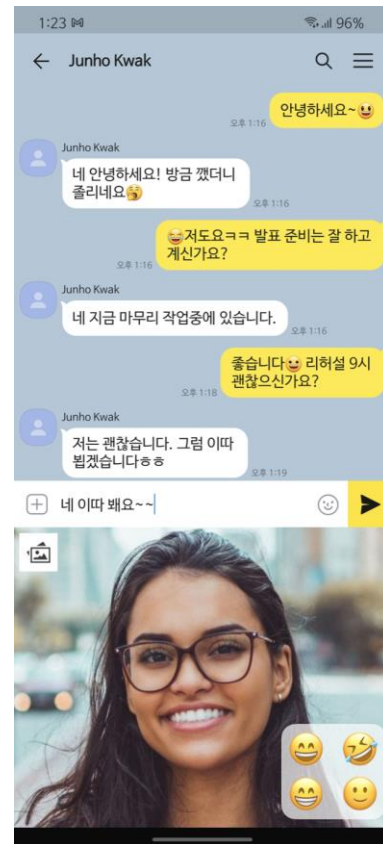 1:23 96%
Junho Kwak
안녕하세요~😆
오후 1:16
Junho Kwak
네 안녕하세요! 방금 깼더니
졸리네요🥱
오후 1:16
😂저도요ㅋㅋ 발표 준비는 잘 하고
계신가요?
오후 1:16
Junho Kwak
네 지금 마무리 작업중에 있습니다.
오후 1:16
좋습니다😀 리허설 9시
괜찮으신가요?
오후 1:18
Junho Kwak
저는 괜찮습니다. 그럼 이따
뵙겠습니다ㅎㅎ
오후 1:19
네 이따 봬요~~